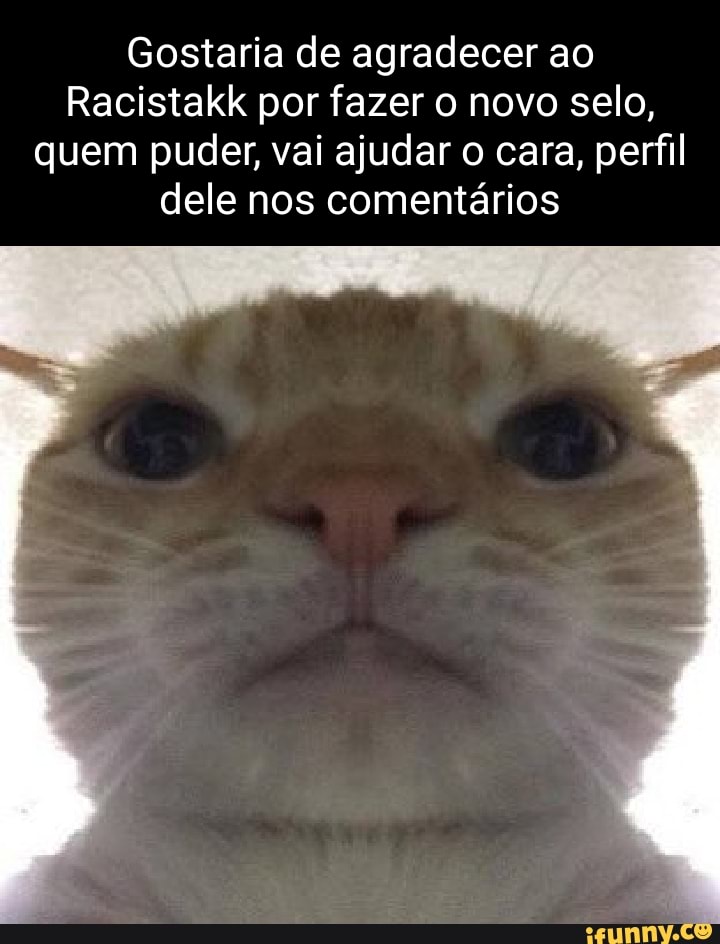 Gostaria de agradecer ao
Racistakk por fazer o novo selo,
quem puder, vai ajudar o cara, perfil
dele nos comentários
ifunny.co